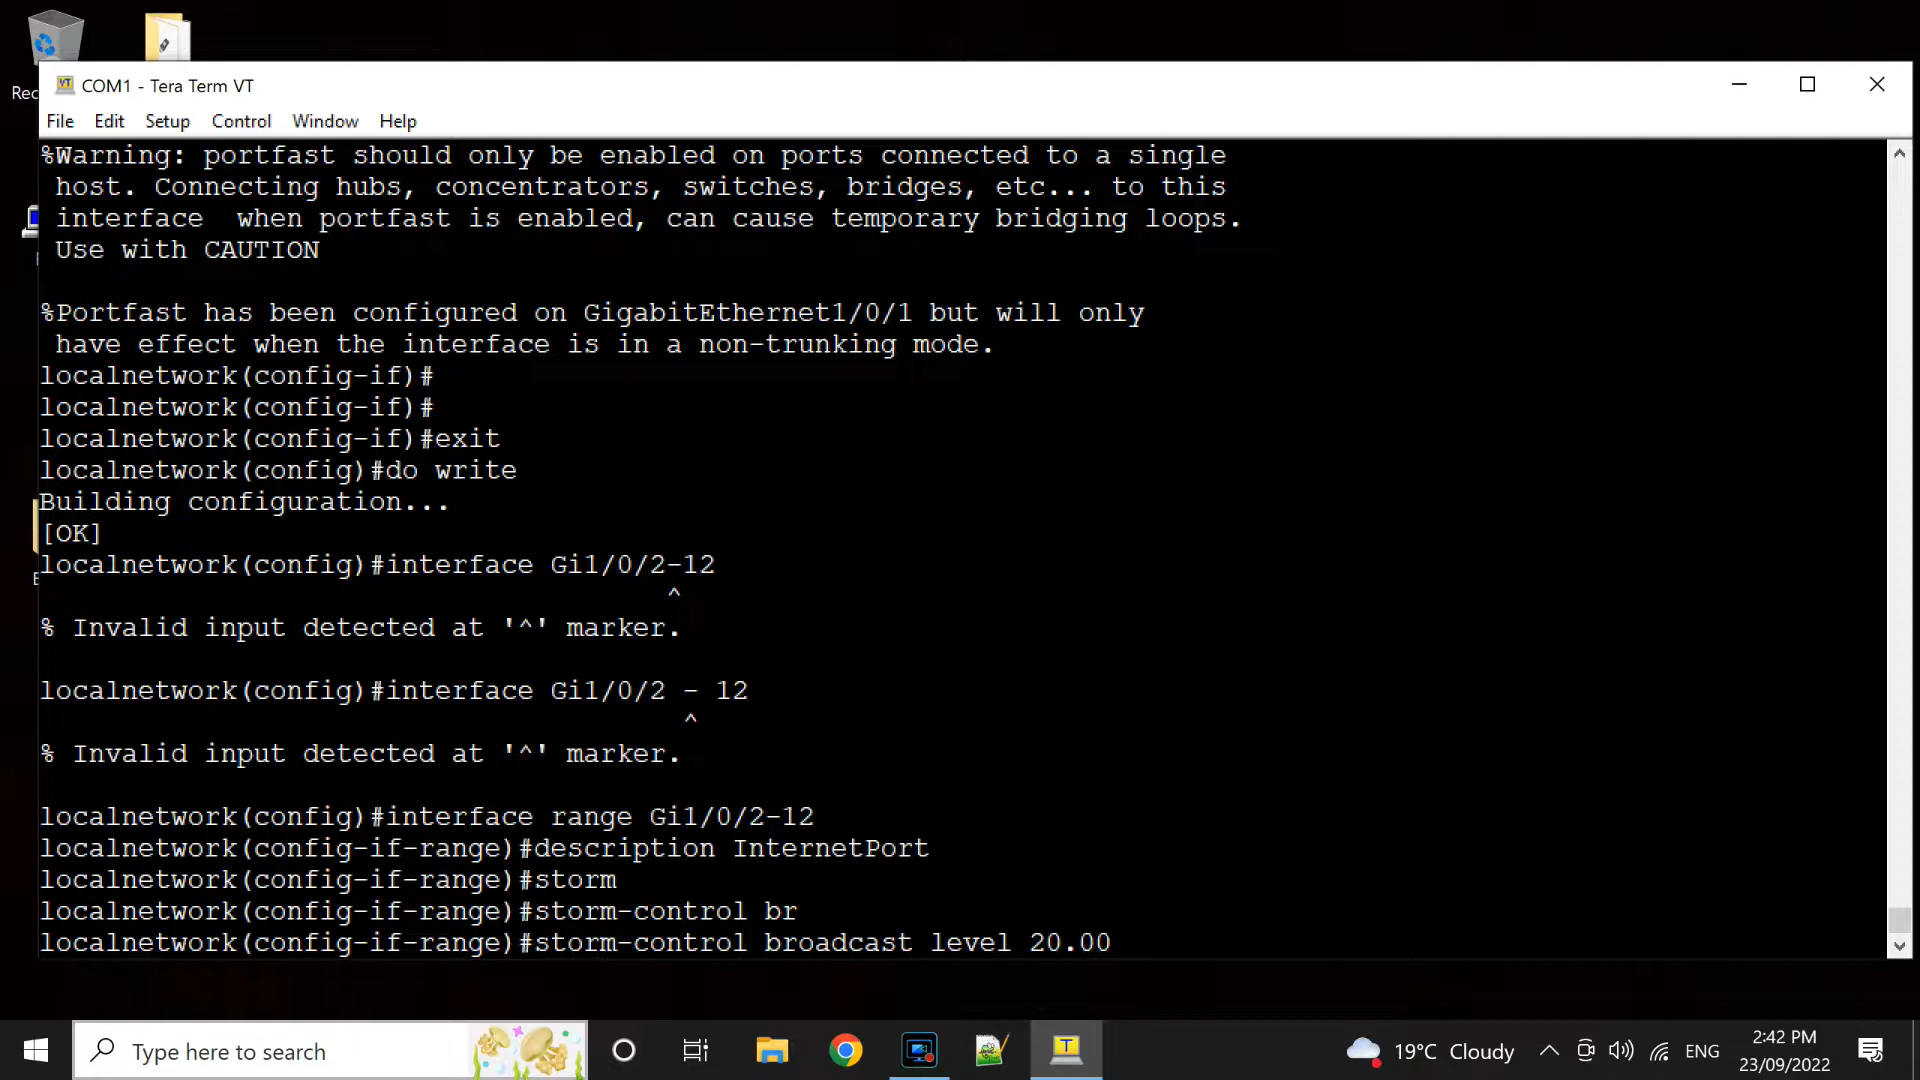 Rec
COM1 - Tera Term VT
File Edit Setup Control Window Help
%Warning: portfast should only be enabled on ports connected to a single
host. Connecting hubs, concentrators, switches, bridges, etc... to this
interface  when portfast is enabled, can cause temporary bridging loops.
Use with CAUTION
%Portfast has been configured on GigabitEthernet1/0/1 but will only
have effect when the interface is in a non-trunking mode.
localnetwork(config-if)#
localnetwork(config-if)#
localnetwork(config-if)#exit
localnetwork(config)#do write
Building configuration...
[OK]
localnetwork(config)#interface Gi1/0/2-12
^
% Invalid input detected at '^' marker.
localnetwork(config)#interface Gi1/0/2 - 12
^
% Invalid input detected at '^' marker.
localnetwork(config)#interface range Gi1/0/2-12
localnetwork(config-if-range)#description InternetPort
localnetwork(config-if-range)#storm
localnetwork(config-if-range)#storm-control br
localnetwork(config-if-range)#storm-control broadcast level 20.00
Type here to search
19°C Cloudy
ENG
2:42 PM
23/09/2022